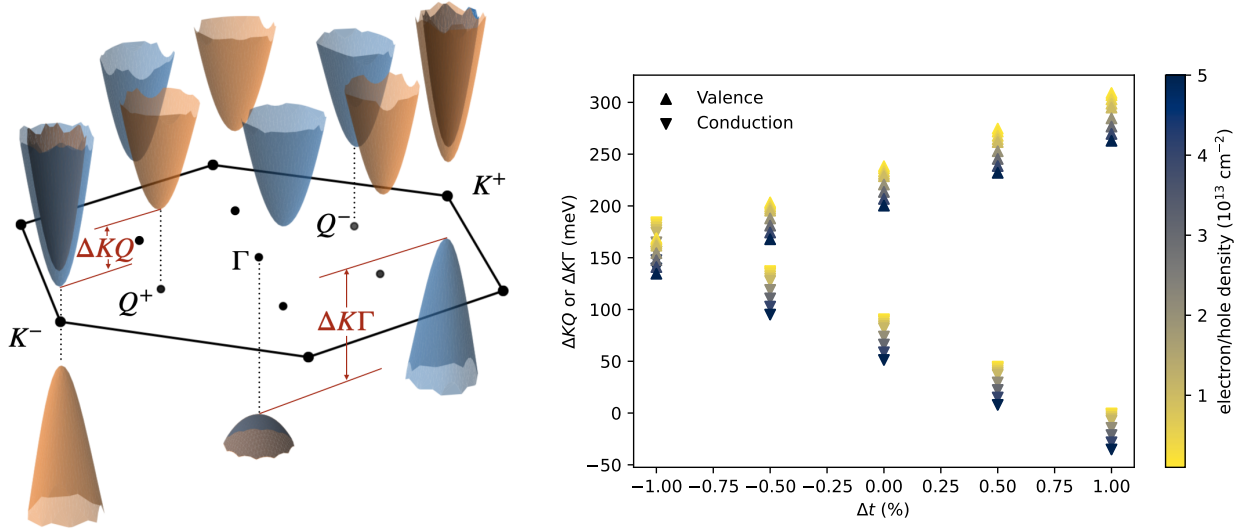 K⁺
Q⁻
ΔKQ
Γ
Q⁺
ΔKΓ
K⁻
Valence
Conduction
300
250
200
150
100
50
0
−50
ΔKQ or ΔKΓ (meV)
−1.00 −0.75 −0.50 −0.25 0.00 0.25 0.50 0.75 1.00
Δt (%)
5
4
3
2
1
electron/hole density (10¹³ cm⁻²)